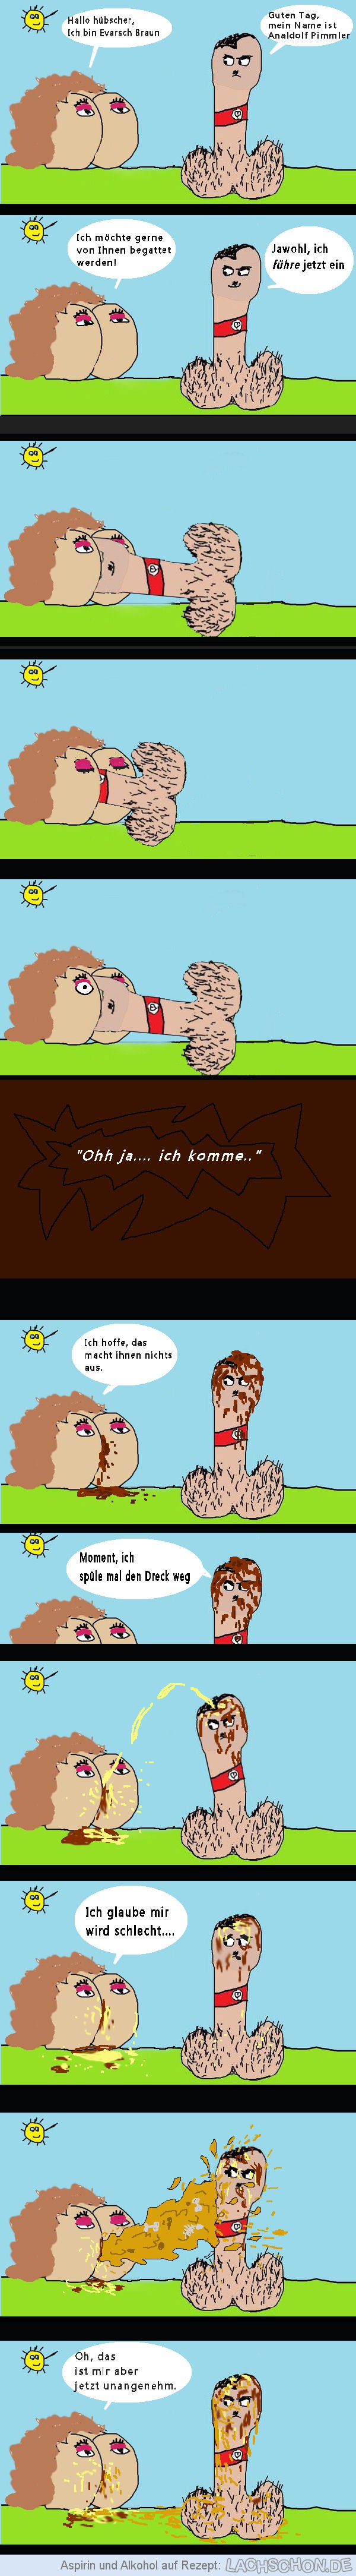 Hallo hübscher,
Ich bin Evarsch Braun
Guten Tag,
mein Name ist
Analdolf Pimmler
Ich möchte gerne
von Ihnen begattet
werden!
Jawohl, ich
führe jetzt ein
"Ohh ja.... ich komme.."
Ich hoffe, das
macht ihnen nichts
aus.
Moment, ich
spüle mal den Dreck weg
Ich glaube mir
wird schlecht....
Oh, das
ist mir aber
jetzt unangenehm.
Aspirin und Alkohol auf Rezept: LACHSCHON.DE